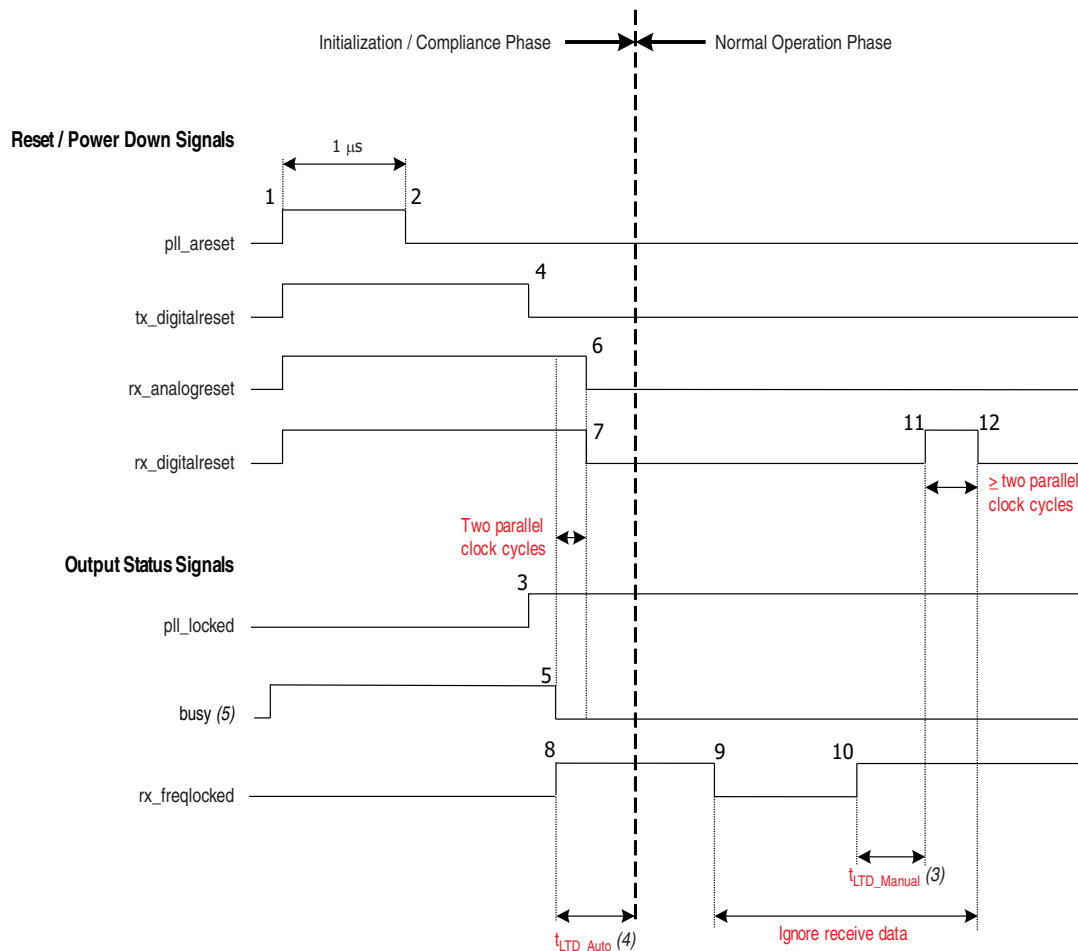 Initialization / Compliance Phase
Normal Operation Phase
Reset / Power Down Signals
1 μs
1
2
pll_areset
4
tx_digitalreset
6
rx_analogreset
7
11
12
rx_digitalreset
≥ two parallel
clock cycles
Two parallel
clock cycles
Output Status Signals
3
pll_locked
5
busy (5)
8
9
10
rx_freqlocked
tLTD_Manual (3)
tLTD_Auto (4)
Ignore receive data